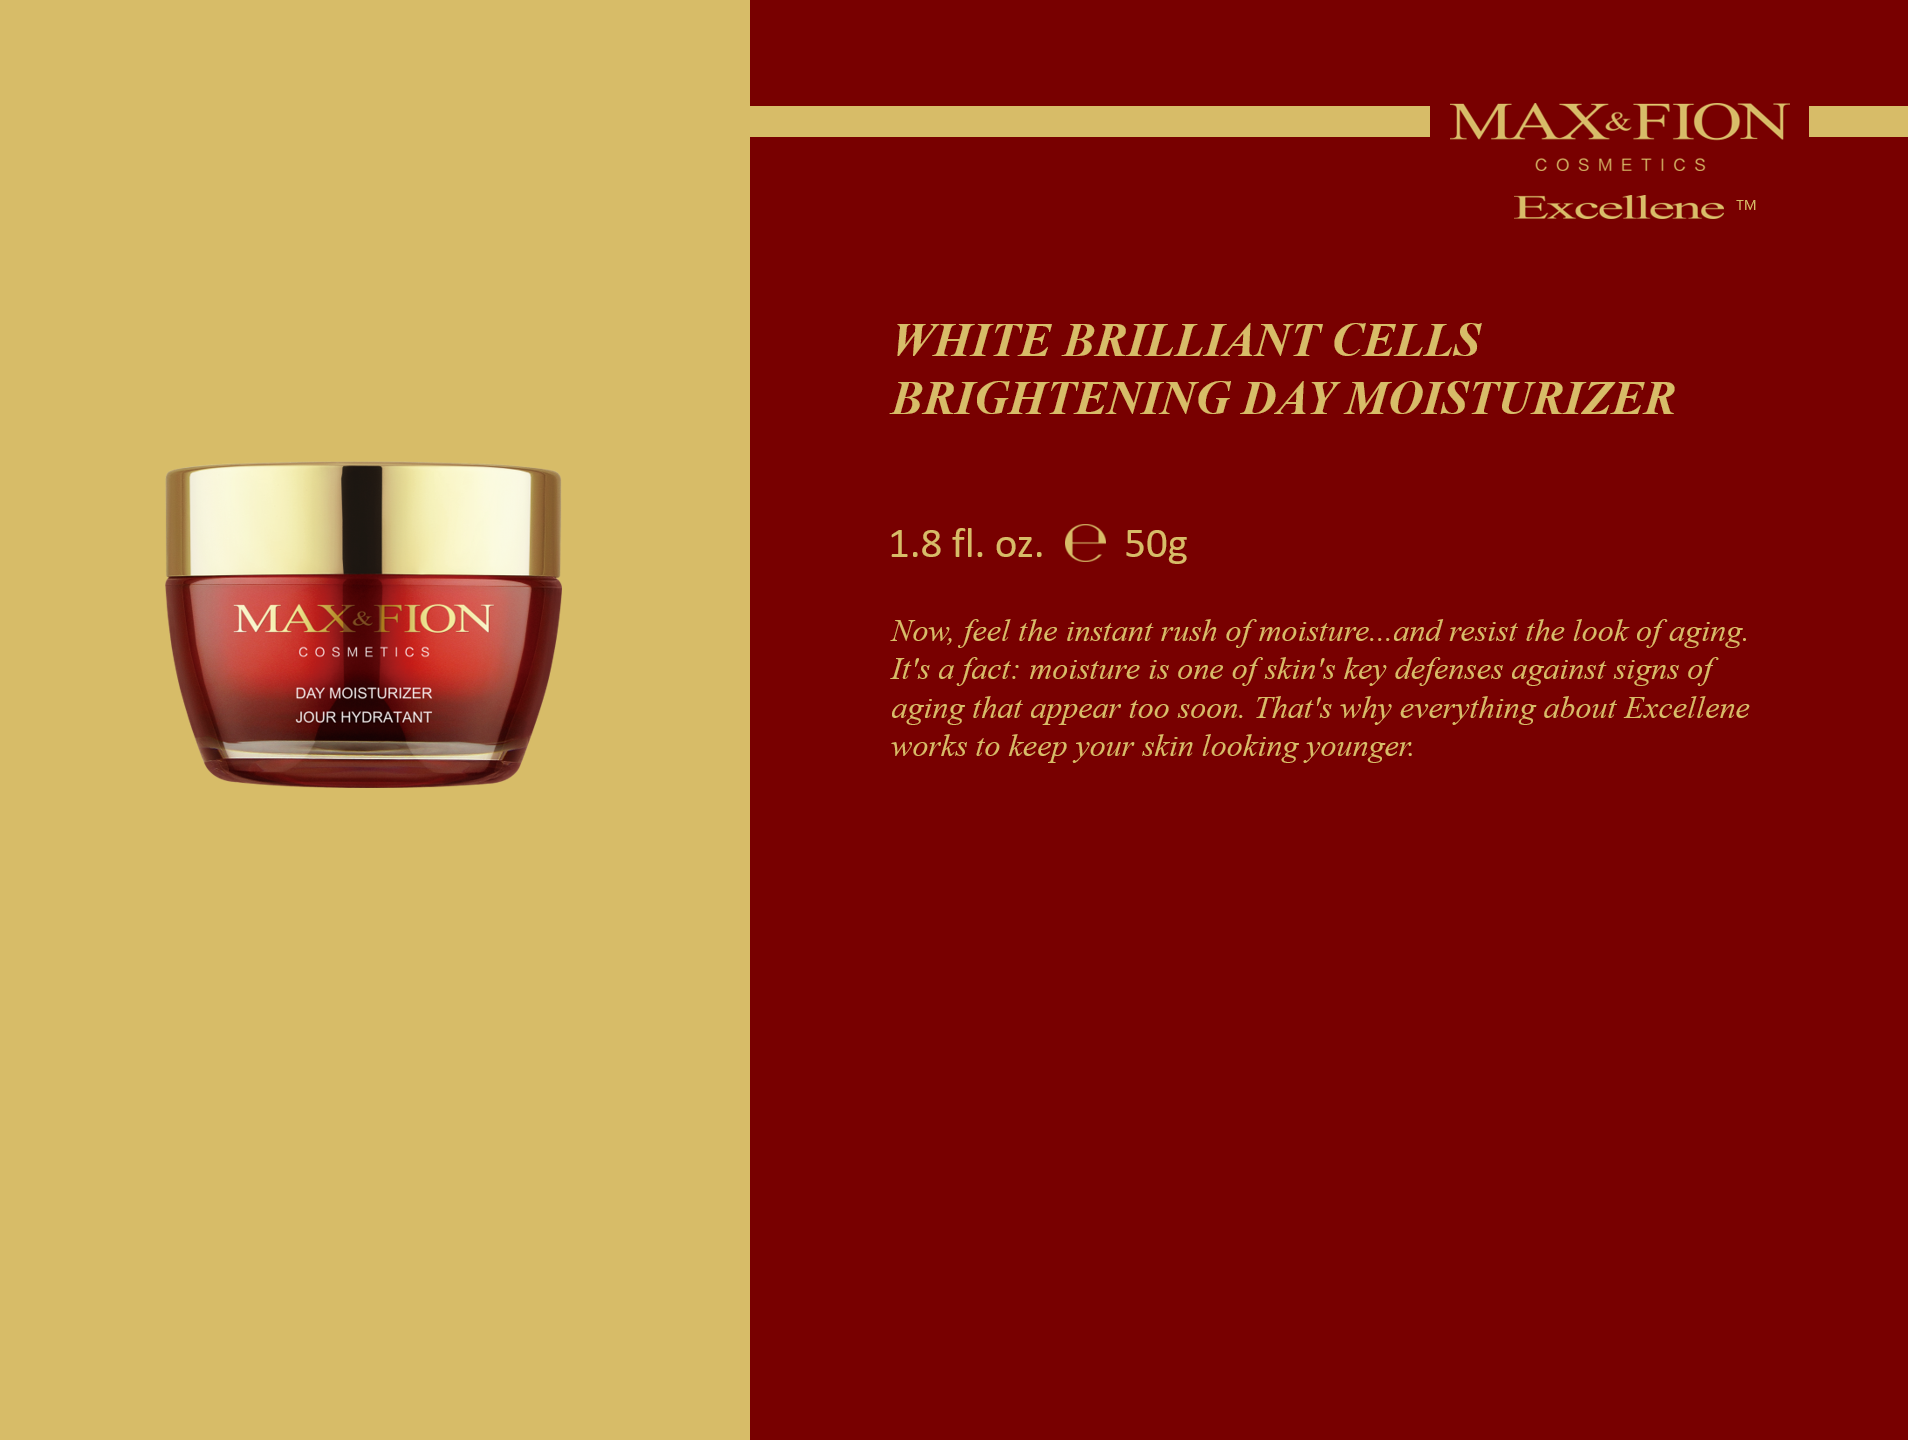 MAX&FION
COSMETICS
Excellene ™
WHITE BRILLIANT CELLS
BRIGHTENING DAY MOISTURIZER
1.8 fl. oz. ℮ 50g
Now, feel the instant rush of moisture...and resist the look of aging.
It's a fact: moisture is one of skin's key defenses against signs of
aging that appear too soon. That's why everything about Excellene
works to keep your skin looking younger.
MAX&FION
COSMETICS
DAY MOISTURIZER
JOUR HYDRATANT